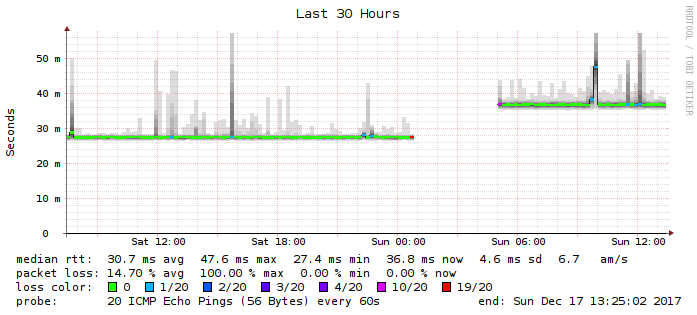 Last 30 Hours
RRDTOOL / TOBI OETIKER
Seconds
50 m
40 m
30 m
20 m
10 m
0
Sat 12:00 Sat 18:00 Sun 00:00 Sun 06:00 Sun 12:00
median rtt: 30.7 ms avg 47.6 ms max 27.4 ms min 36.8 ms now 4.6 ms sd 6.7 am/s
packet loss: 14.70 % avg 100.00 % max 0.00 % min 0.00 % now
loss color: 0 1/20 2/20 3/20 4/20 10/20 19/20
probe: 20 ICMP Echo Pings (56 Bytes) every 60s end: Sun Dec 17 13:25:02 2017